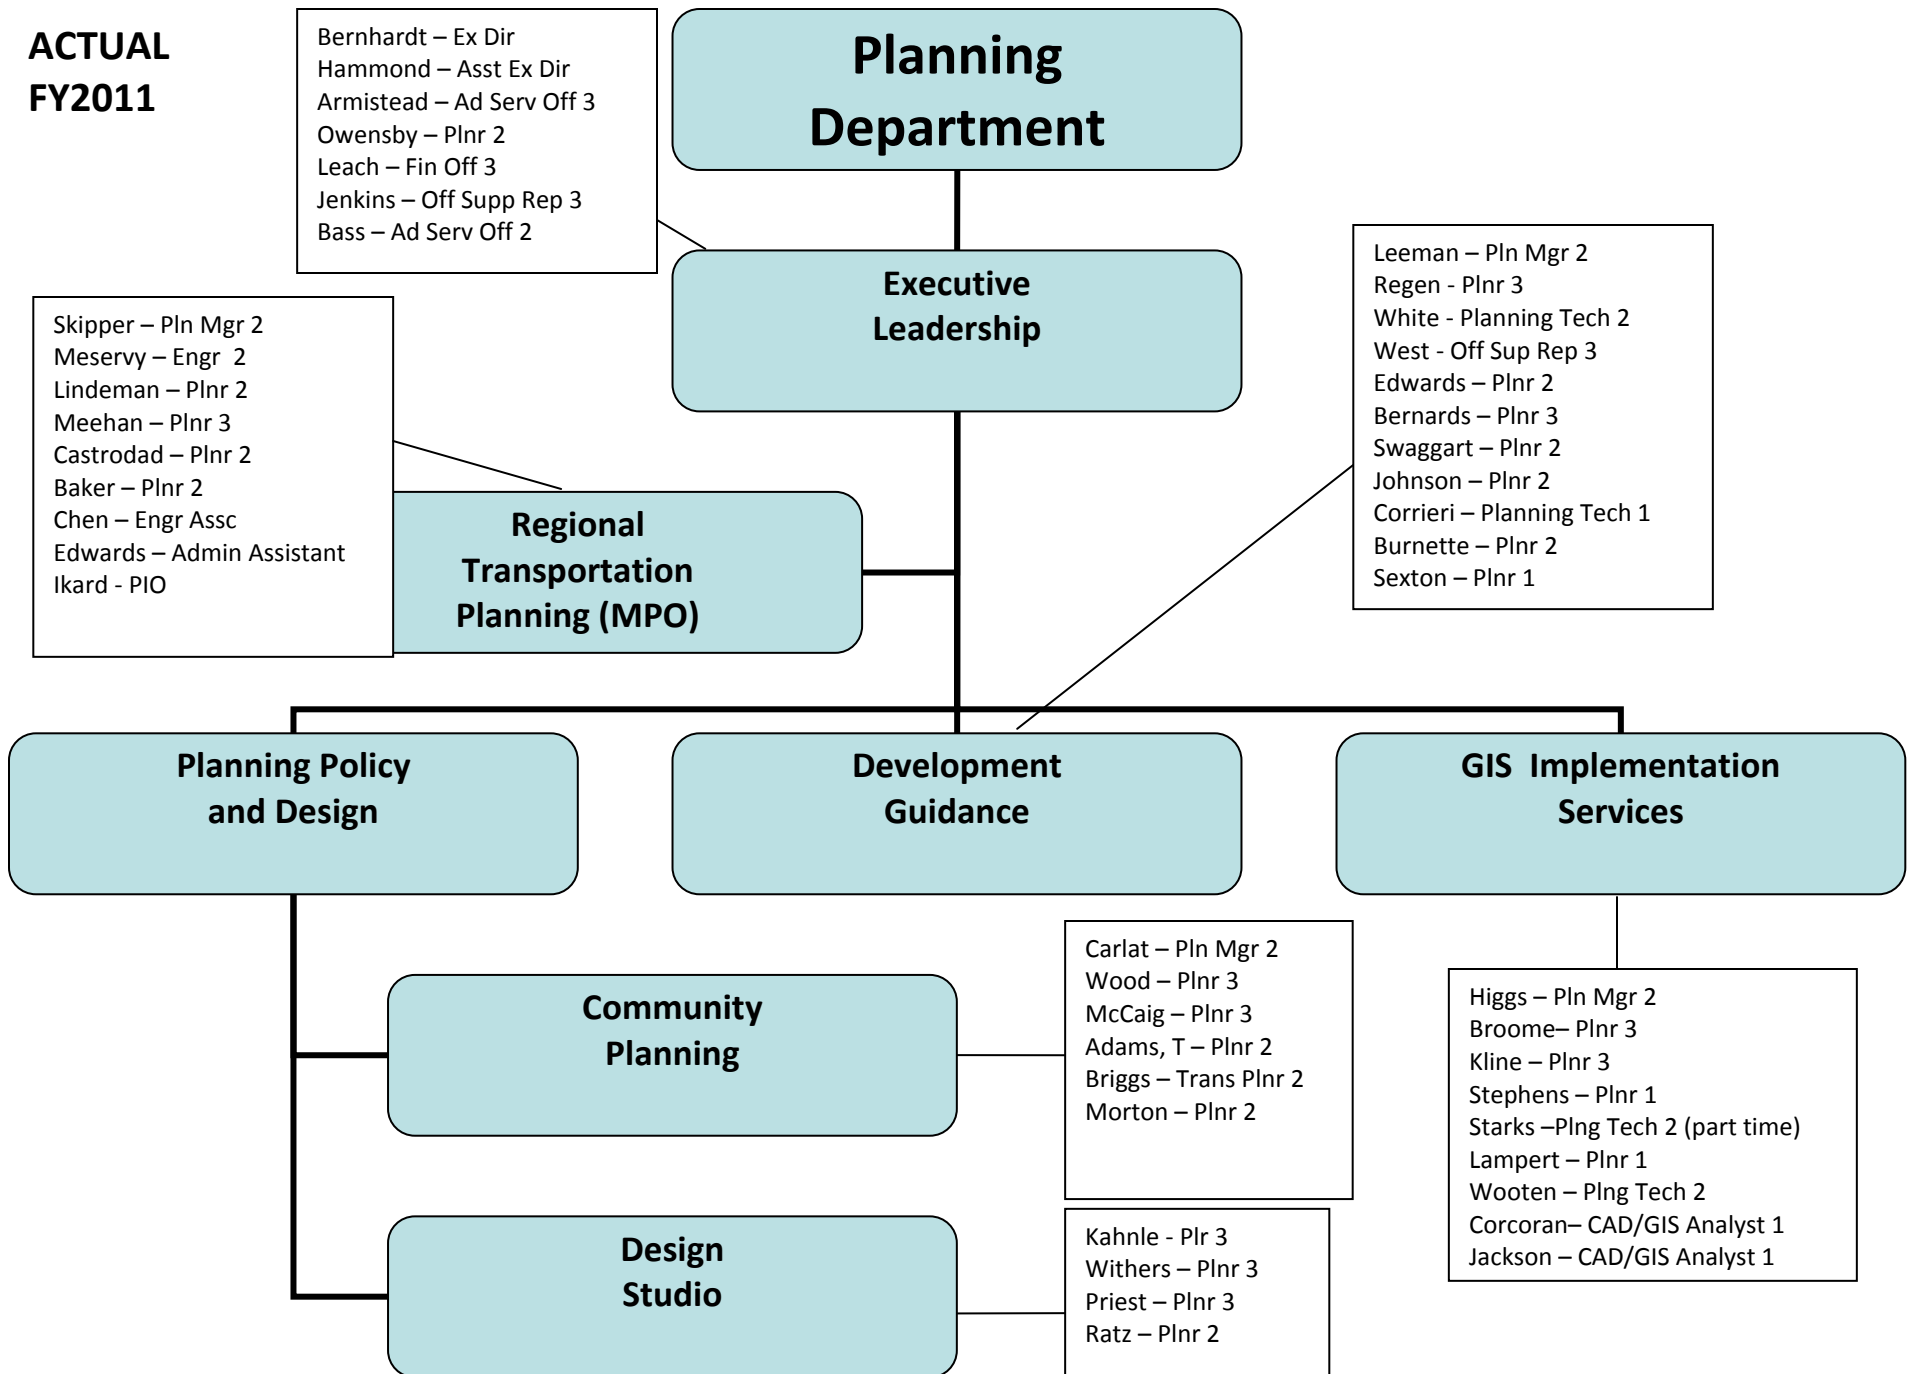 ACTUAL
FY2011
Bernhardt – Ex Dir
Hammond – Asst Ex Dir
Armistead – Ad Serv Off 3
Owensby – Plnr 2
Leach – Fin Off 3
Jenkins – Off Supp Rep 3
Bass – Ad Serv Off 2
Planning
Department
Executive
Leadership
Leeman – Pln Mgr 2
Regen - Plnr 3
White - Planning Tech 2
West - Off Sup Rep 3
Edwards – Plnr 2
Bernards – Plnr 3
Swaggart – Plnr 2
Johnson – Plnr 2
Corrieri – Planning Tech 1
Burnette – Plnr 2
Sexton – Plnr 1
Skipper – Pln Mgr 2
Meservy – Engr  2
Lindeman – Plnr 2
Meehan – Plnr 3
Castrodad – Plnr 2
Baker – Plnr 2
Chen – Engr Assc
Edwards – Admin Assistant
Ikard - PIO
Regional
Transportation
Planning (MPO)
Planning Policy
and Design
Development
Guidance
GIS  Implementation
Services
Community
Planning
Carlat – Pln Mgr 2
Wood – Plnr 3
McCaig – Plnr 3
Adams, T – Plnr 2
Briggs – Trans Plnr 2
Morton – Plnr 2
Higgs – Pln Mgr 2
Broome– Plnr 3
Kline – Plnr 3
Stephens – Plnr 1
Starks –Plng Tech 2 (part time)
Lampert – Plnr 1
Wooten – Plng Tech 2
Corcoran– CAD/GIS Analyst 1
Jackson – CAD/GIS Analyst 1
Design
Studio
Kahnle - Plr 3
Withers – Plnr 3
Priest – Plnr 3
Ratz – Plnr 2